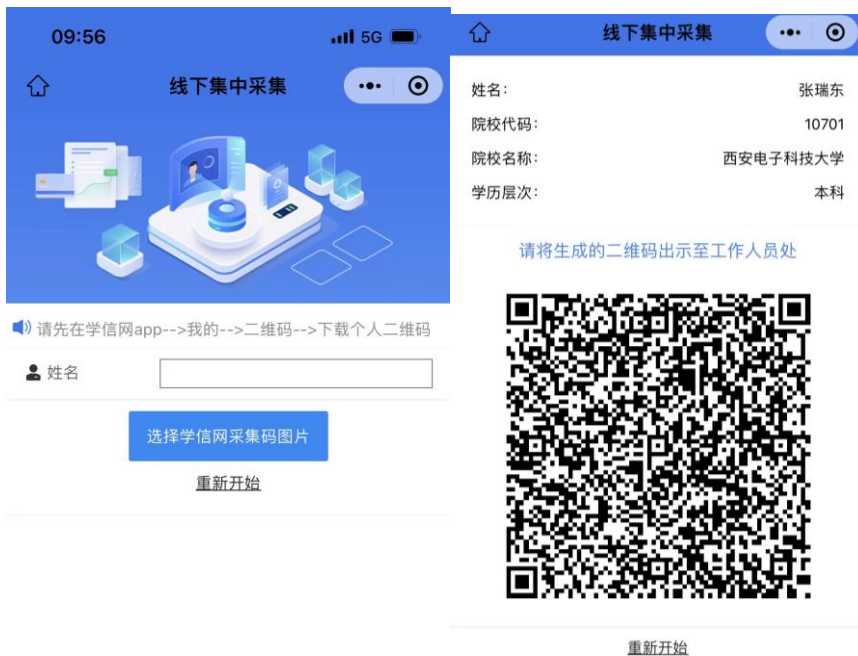 09:56
5G
线下集中采集
请先在学信网app-->我的-->二维码-->下载个人二维码
姓名
选择学信网采集码图片
重新开始
线下集中采集
姓名: 张瑞东
院校代码: 10701
院校名称: 西安电子科技大学
学历层次: 本科
请将生成的二维码出示至工作人员处
重新开始